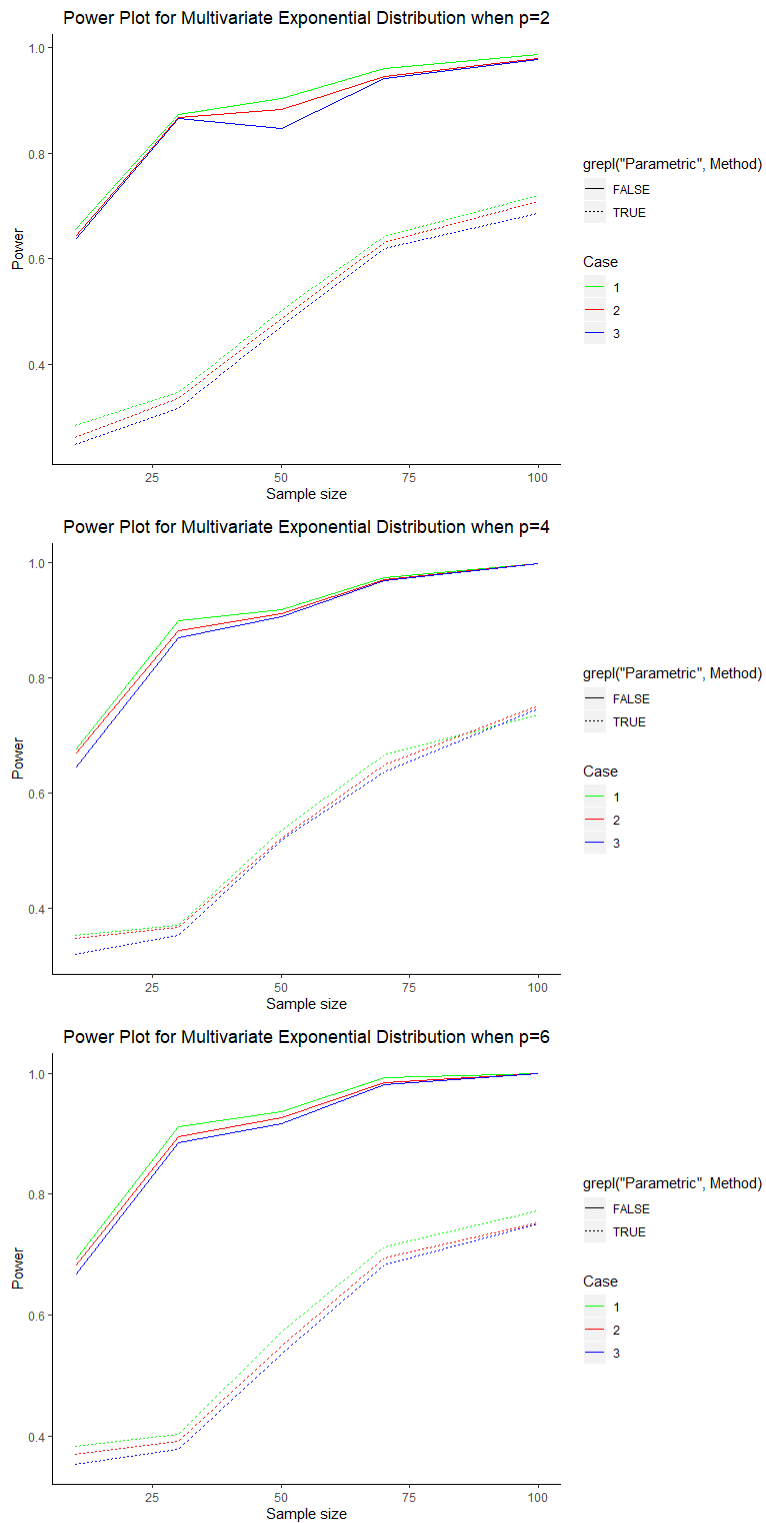 Power Plot for Multivariate Exponential Distribution when p=2
1.0
0.8
0.6
0.4
Power
25 50 75 100
Sample size
grepl("Parametric", Method)
FALSE
TRUE
Case
1
2
3
Power Plot for Multivariate Exponential Distribution when p=4
1.0
0.8
0.6
0.4
Power
25 50 75 100
Sample size
grepl("Parametric", Method)
FALSE
TRUE
Case
1
2
3
Power Plot for Multivariate Exponential Distribution when p=6
1.0
0.8
0.6
0.4
Power
25 50 75 100
Sample size
grepl("Parametric", Method)
FALSE
TRUE
Case
1
2
3